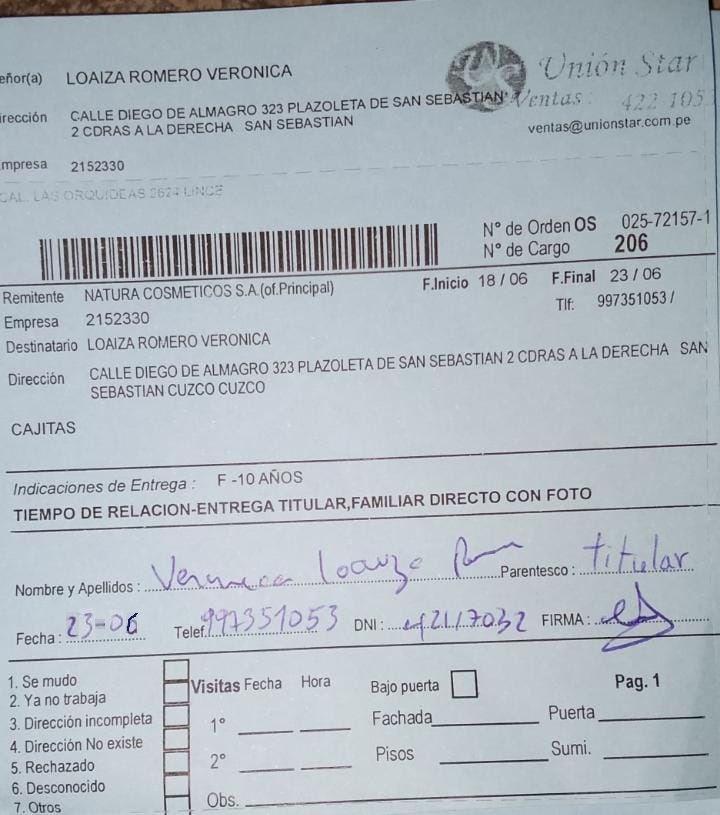 eñor(a) LOAIZA ROMERO VERONICA
Unión Star
irección CALLE DIEGO DE ALMAGRO 323 PLAZOLETA DE SAN SEBASTIAN
Ventas: 422 1053
2 CDRAS A LA DERECHA SAN SEBASTIAN
ventas@unionstar.com.pe
mpresa 2152330
CAL. LAS ORQUIDEAS 2624 LINCE
N° de Orden OS 025-72157-1
N° de Cargo 206
Remitente NATURA COSMETICOS S.A.(of.Principal) F.Inicio 18 / 06 F.Final 23 / 06
Empresa 2152330 Tlf: 997351053 /
Destinatario LOAIZA ROMERO VERONICA
Dirección CALLE DIEGO DE ALMAGRO 323 PLAZOLETA DE SAN SEBASTIAN 2 CDRAS A LA DERECHA SAN
SEBASTIAN CUZCO CUZCO
CAJITAS
Indicaciones de Entrega : F -10 AÑOS
TIEMPO DE RELACION-ENTREGA TITULAR,FAMILIAR DIRECTO CON FOTO
Nombre y Apellidos : Veronica Loayza Parentesco : titular
Fecha : 23-06 Telef. 997351053 DNI : 42117032 FIRMA :
1. Se mudo
2. Ya no trabaja
3. Dirección incompleta
4. Dirección No existe
5. Rechazado
6. Desconocido
7. Otros
Visitas Fecha Hora Bajo puerta Pag. 1
1° Fachada Puerta
2° Pisos Sumi.
Obs.